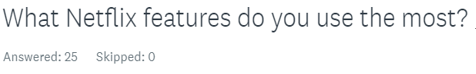 What Netflix features do you use the most?
Answered: 25 Skipped: 0